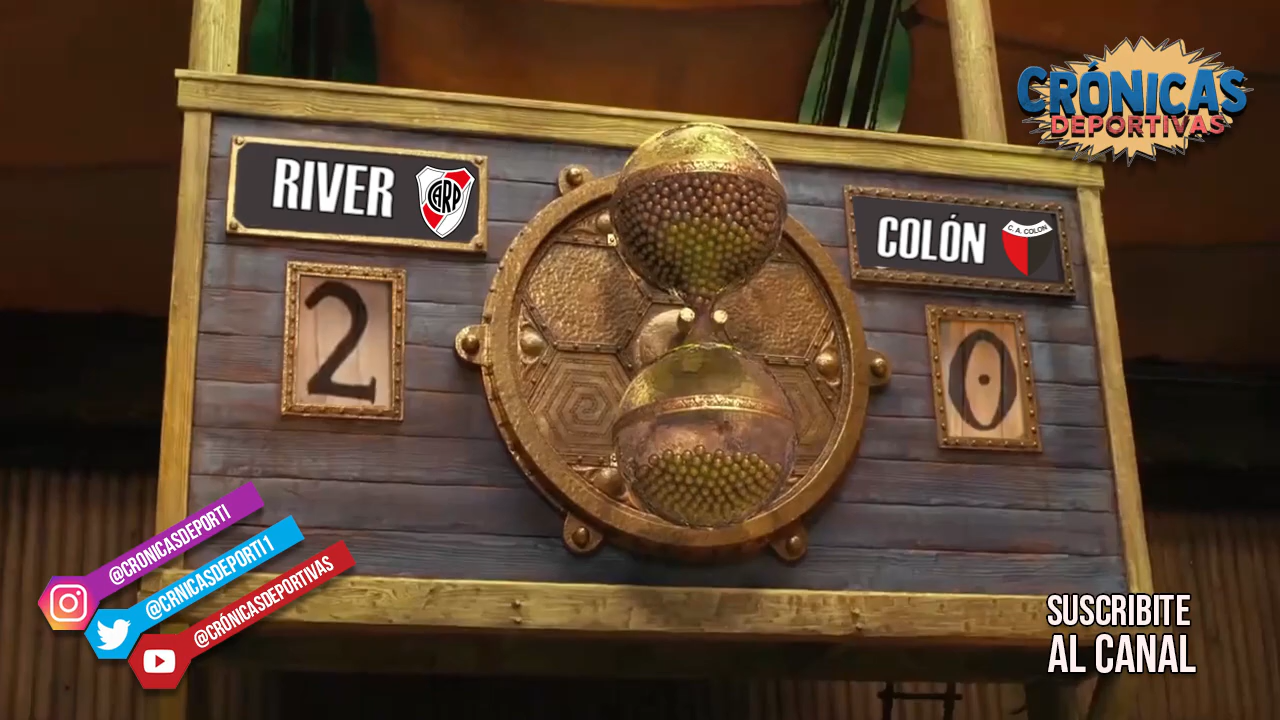 CRÓNICAS
DEPORTIVAS
RIVER
CARP
COLÓN
C. A. COLON
2
0
@CRONICASDEPORTI
@CRNICASDEPORTI1
@CRÓNICASDEPORTIVAS
SUSCRIBITE
AL CANAL